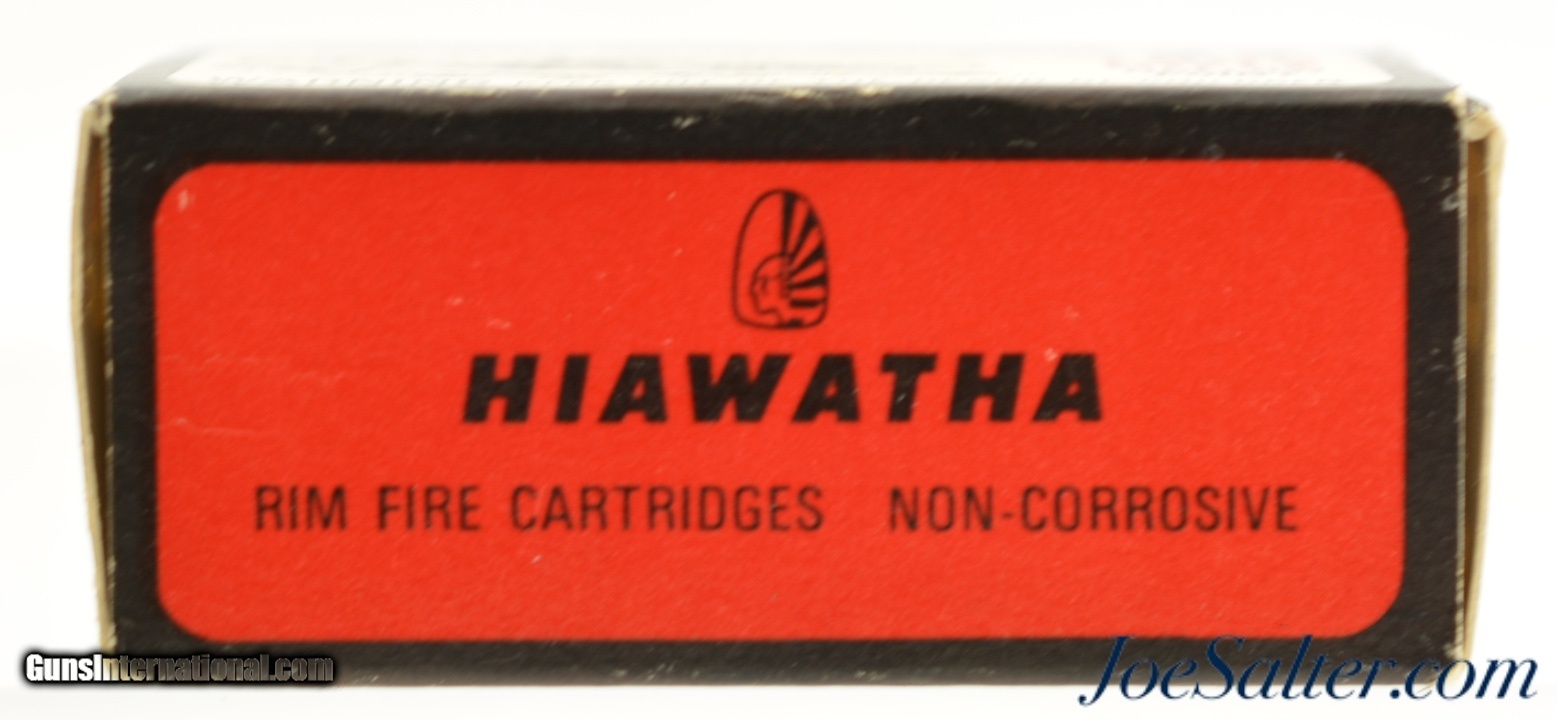 HIAWATHA
RIM FIRE CARTRIDGES NON-CORROSIVE
GunsInternational.com
JoeSalter.com